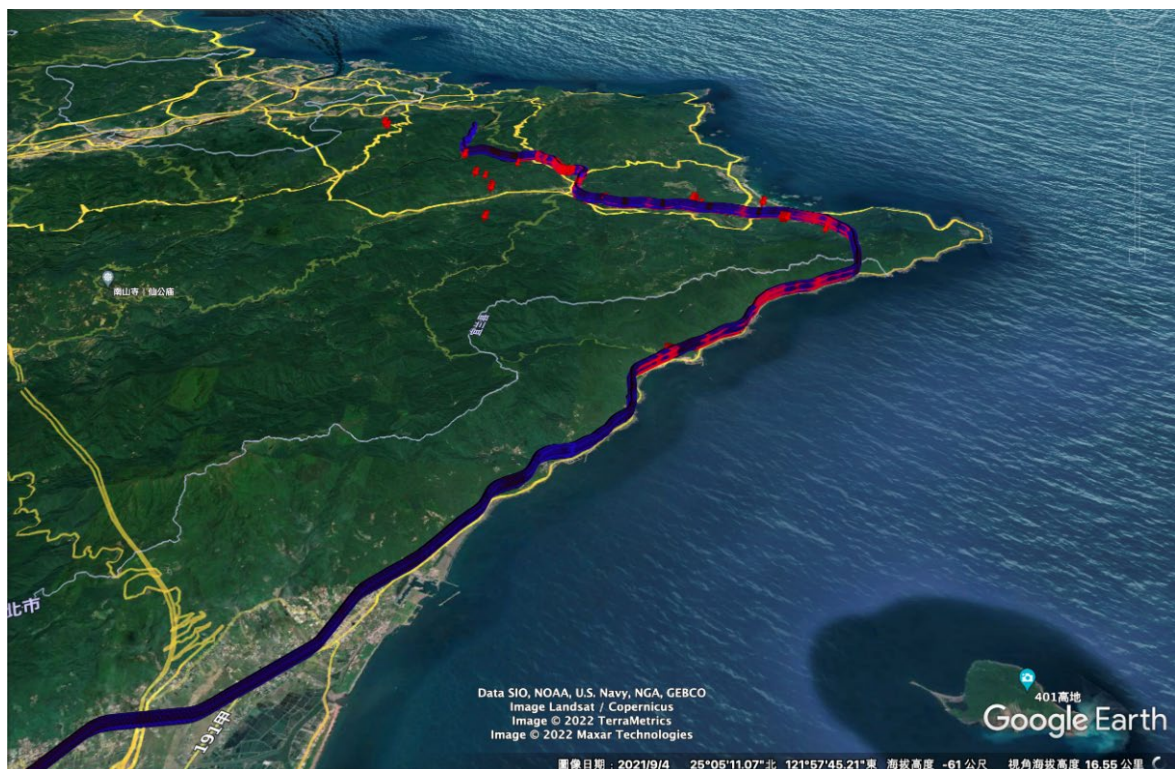 南山寺｜仙公廟
北市
191甲
401高地
Data SIO, NOAA, U.S. Navy, NGA, GEBCO
Image Landsat / Copernicus
Image © 2022 TerraMetrics
Image © 2022 Maxar Technologies
Google Earth
圖像日期：2021/9/4 25°05'11.07"北 121°57'45.21"東 海拔高度 -61 公尺 視角海拔高度 16.55 公里